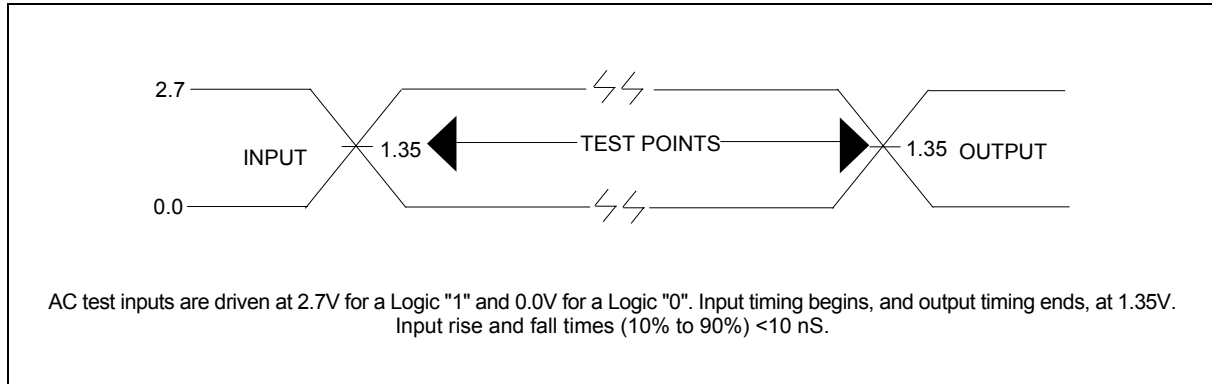 2.7
INPUT 1.35 TEST POINTS 1.35 OUTPUT
0.0
AC test inputs are driven at 2.7V for a Logic "1" and 0.0V for a Logic "0". Input timing begins, and output timing ends, at 1.35V.
Input rise and fall times (10% to 90%) <10 nS.